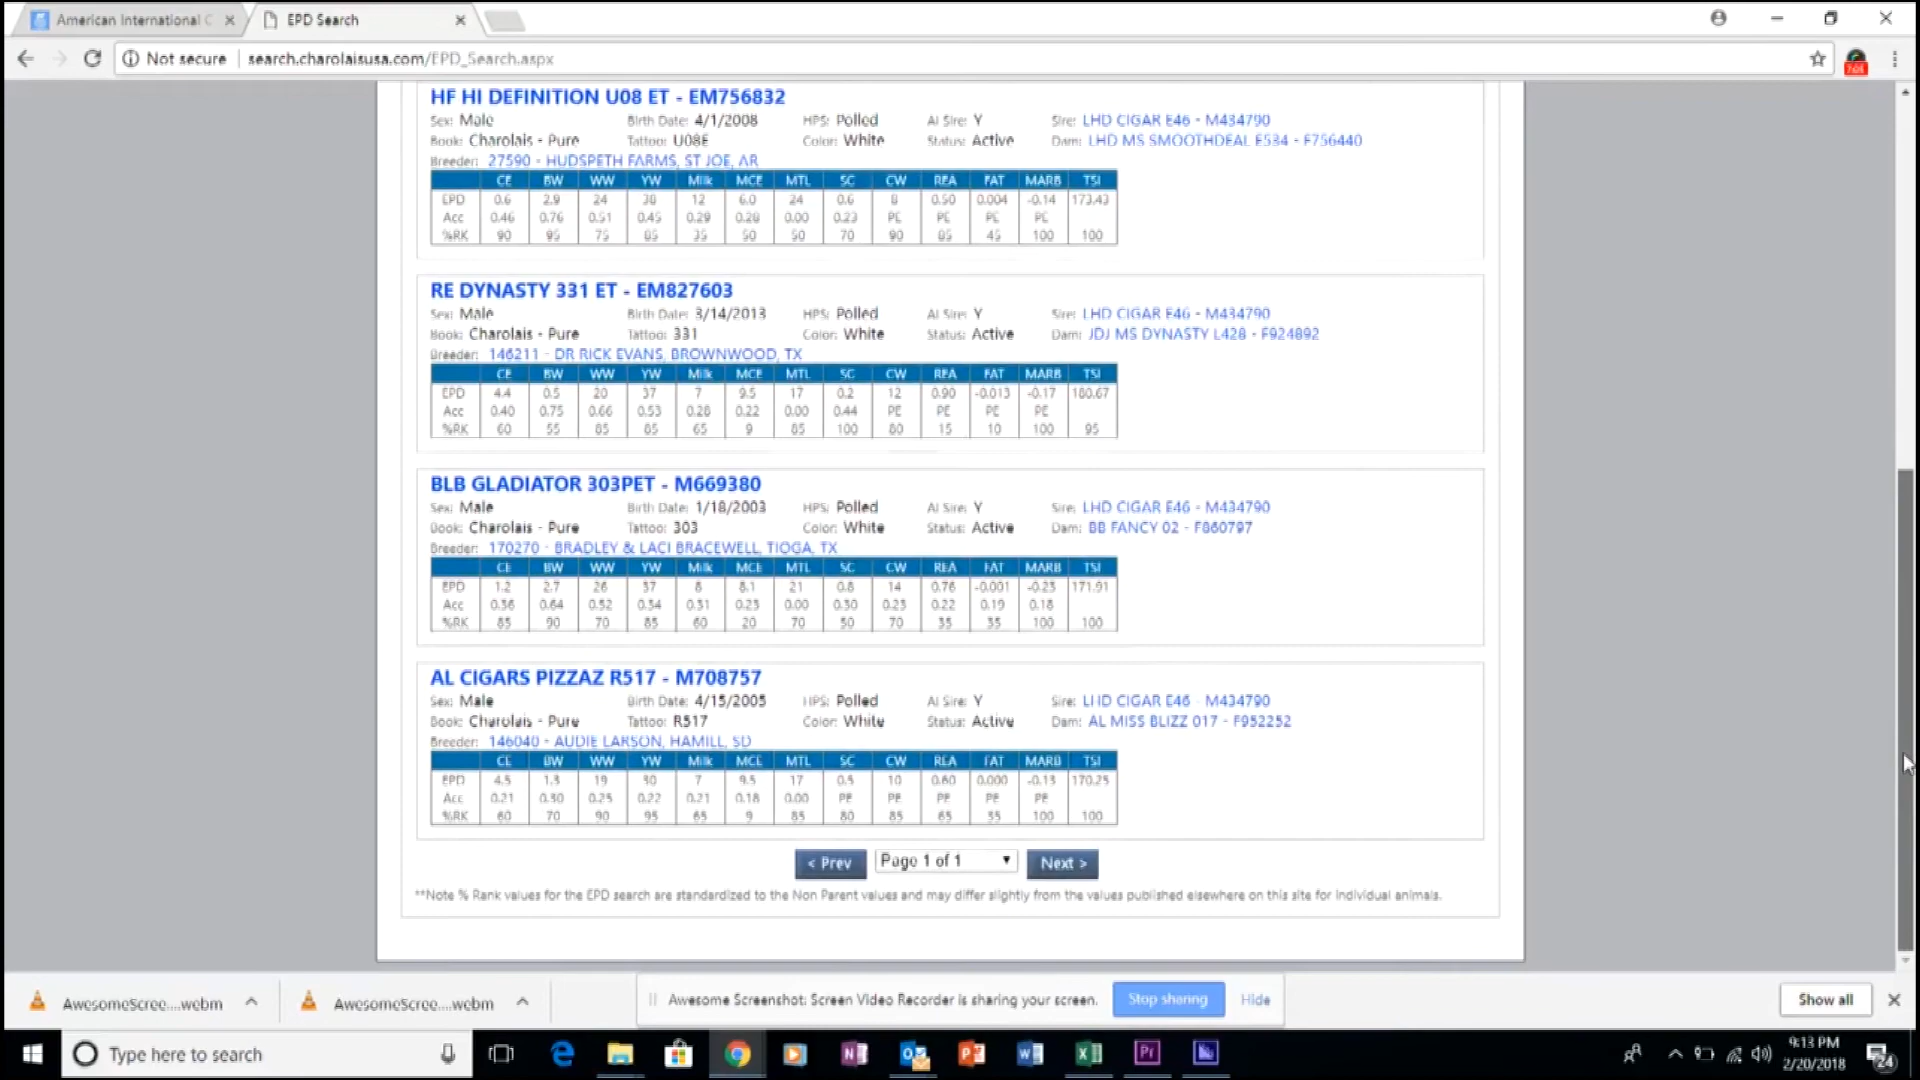 American International C
EPD Search
Not secure | search.charolaisusa.com/EPD_Search.aspx
HF HI DEFINITION U08 ET - EM756832
Sex: Male Birth Date: 4/1/2008 HPS: Polled AI Sire: Y Sire: LHD CIGAR E46 - M434790
Book: Charolais - Pure Tattoo: U08E Color: White Status: Active Dam: LHD MS SMOOTHDEAL E534 - F756440
Breeder: 27590 - HUDSPETH FARMS, ST JOE, AR
CE BW WW YW Milk MCE MTL SC CW REA FAT MARB TSI
EPD 0.6 2.9 24 38 12 6.0 24 0.6 8 0.50 0.004 -0.14 173.43
Acc 0.46 0.76 0.51 0.45 0.29 0.28 0.00 0.23 PE PE PE PE
%RK 90 95 75 85 35 50 50 70 90 85 45 100 100
RE DYNASTY 331 ET - EM827603
Sex: Male Birth Date: 3/14/2013 HPS: Polled AI Sire: Y Sire: LHD CIGAR E46 - M434790
Book: Charolais - Pure Tattoo: 331 Color: White Status: Active Dam: JDJ MS DYNASTY L428 - F924892
Breeder: 146211 - DR RICK EVANS, BROWNWOOD, TX
CE BW WW YW Milk MCE MTL SC CW REA FAT MARB TSI
EPD 4.4 0.5 20 37 7 9.5 17 0.2 12 0.90 -0.013 -0.17 180.67
Acc 0.40 0.75 0.66 0.53 0.28 0.22 0.00 0.44 PE PE PE PE
%RK 60 55 85 85 65 9 85 100 80 15 10 100 95
BLB GLADIATOR 303PET - M669380
Sex: Male Birth Date: 1/18/2003 HPS: Polled AI Sire: Y Sire: LHD CIGAR E46 - M434790
Book: Charolais - Pure Tattoo: 303 Color: White Status: Active Dam: BB FANCY 02 - F860797
Breeder: 170270 - BRADLEY & LACI BRACEWELL, TIOGA, TX
CE BW WW YW Milk MCE MTL SC CW REA FAT MARB TSI
EPD 1.2 2.7 26 37 8 8.1 21 0.8 14 0.76 -0.001 -0.23 171.91
Acc 0.36 0.64 0.52 0.34 0.31 0.23 0.00 0.30 0.23 0.22 0.19 0.18
%RK 85 90 70 85 60 20 70 50 70 35 35 100 100
AL CIGARS PIZZAZ R517 - M708757
Sex: Male Birth Date: 4/15/2005 HPS: Polled AI Sire: Y Sire: LHD CIGAR E46 - M434790
Book: Charolais - Pure Tattoo: R517 Color: White Status: Active Dam: AL MISS BLIZZ 017 - F952252
Breeder: 146040 - AUDIE LARSON, HAMILL, SD
CE BW WW YW Milk MCE MTL SC CW REA FAT MARB TSI
EPD 4.5 1.3 19 30 7 9.5 17 0.5 10 0.60 0.000 -0.13 170.25
Acc 0.21 0.30 0.25 0.22 0.21 0.18 0.00 PE PE PE PE PE
%RK 60 70 90 95 65 9 85 80 85 65 35 100 100
< Prev Page 1 of 1 Next >
**Note % Rank values for the EPD search are standardized to the Non Parent values and may differ slightly from the values published elsewhere on this site for individual animals.
AwesomeScree....webm
AwesomeScree....webm
Awesome Screenshot: Screen Video Recorder is sharing your screen. Stop sharing Hide
Show all
Type here to search
9:13 PM
2/20/2018
24